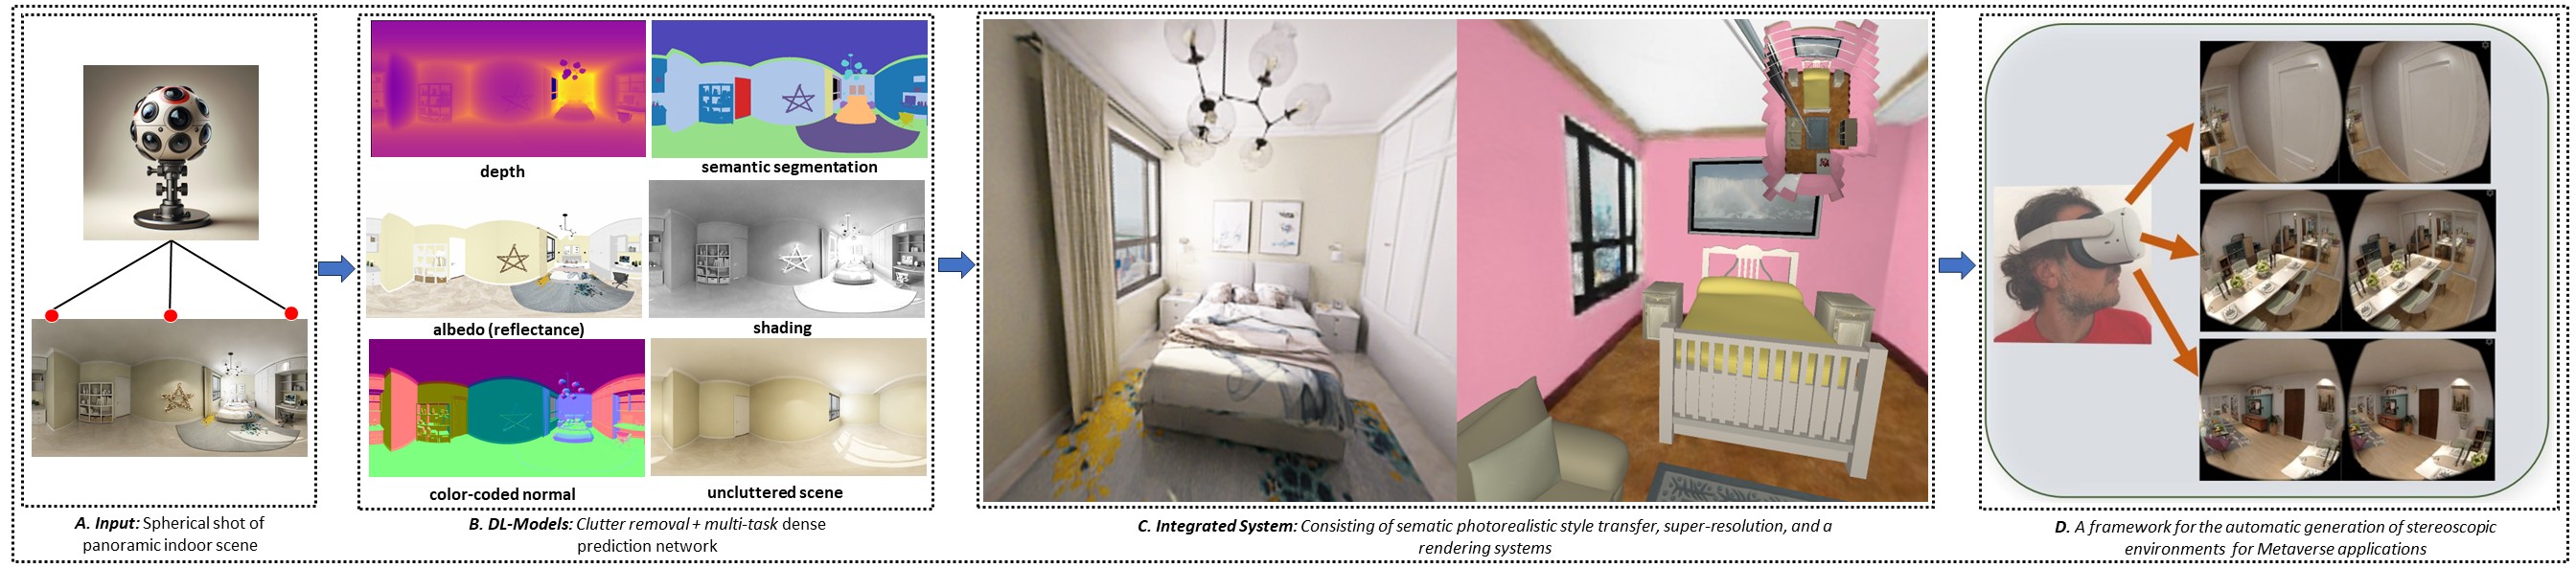 depth
semantic segmentation
albedo (reflectance)
shading
color-coded normal
uncluttered scene
A. Input: Spherical shot of
panoramic indoor scene
B. DL-Models: Clutter removal + multi-task dense
prediction network
C. Integrated System: Consisting of sematic photorealistic style transfer, super-resolution, and a
rendering systems
D. A framework for the automatic generation of stereoscopic
environments for Metaverse applications